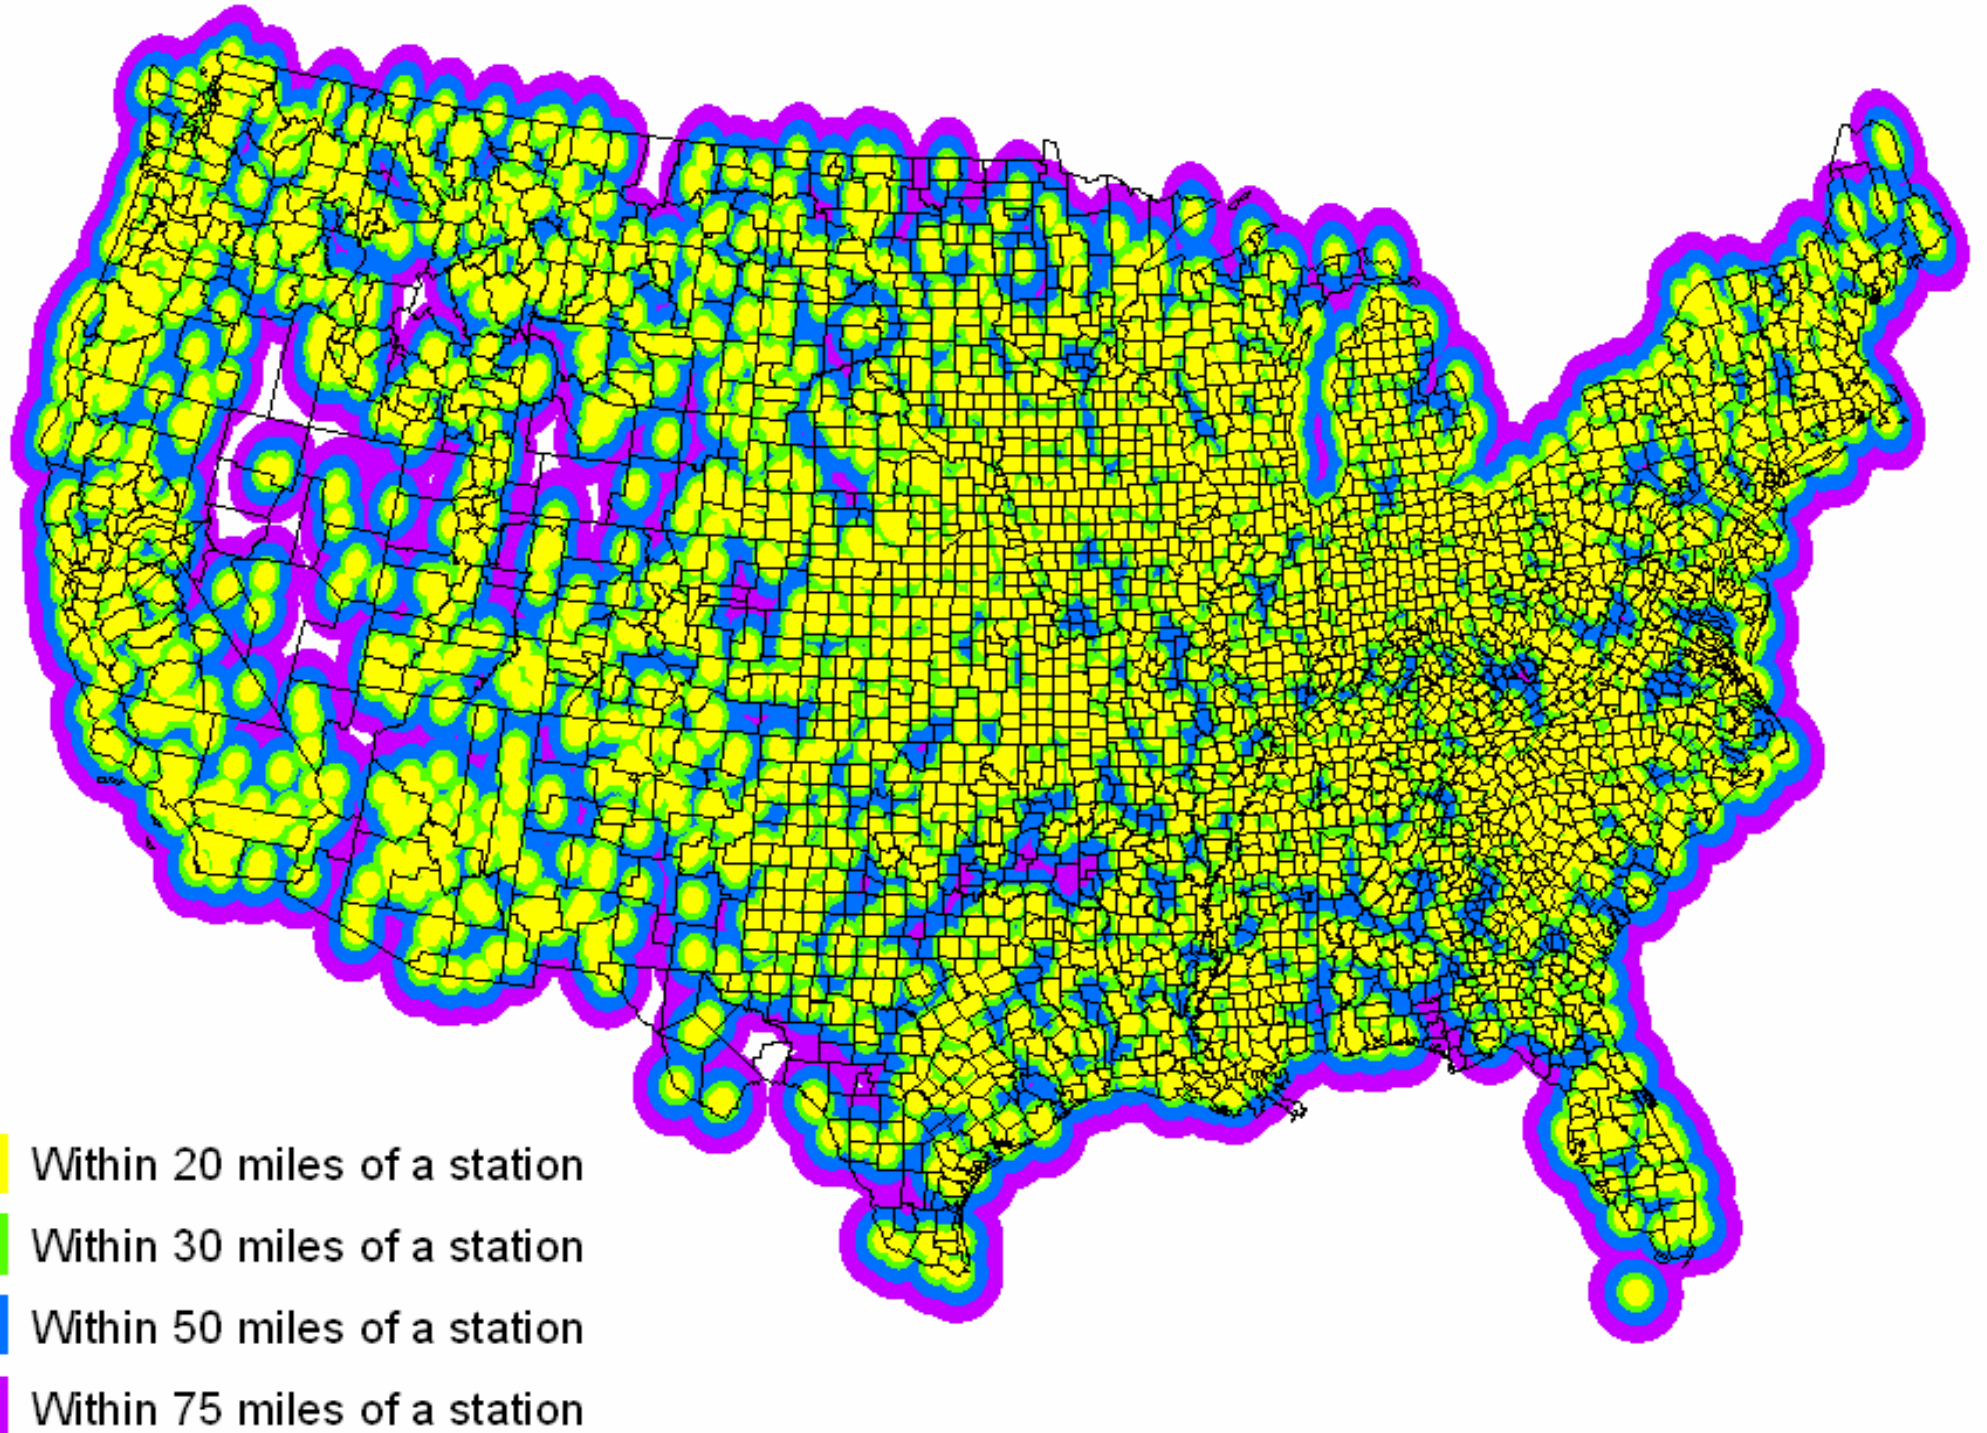 Within 20 miles of a station
Within 30 miles of a station
Within 50 miles of a station
Within 75 miles of a station